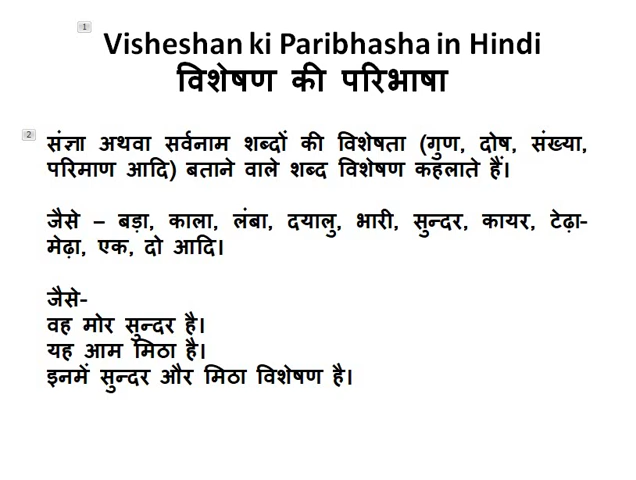 1
Visheshan ki Paribhasha in Hindi
विशेषण की परिभाषा
2
संज्ञा अथवा सर्वनाम शब्दों की विशेषता (गुण, दोष, संख्या,
परिमाण आदि) बताने वाले शब्द विशेषण कहलाते हैं।
जैसे – बड़ा, काला, लंबा, दयालु, भारी, सुन्दर, कायर, टेढ़ा-
मेढ़ा, एक, दो आदि।
जैसे-
वह मोर सुन्दर है।
यह आम मिठा है।
इनमें सुन्दर और मिठा विशेषण है।